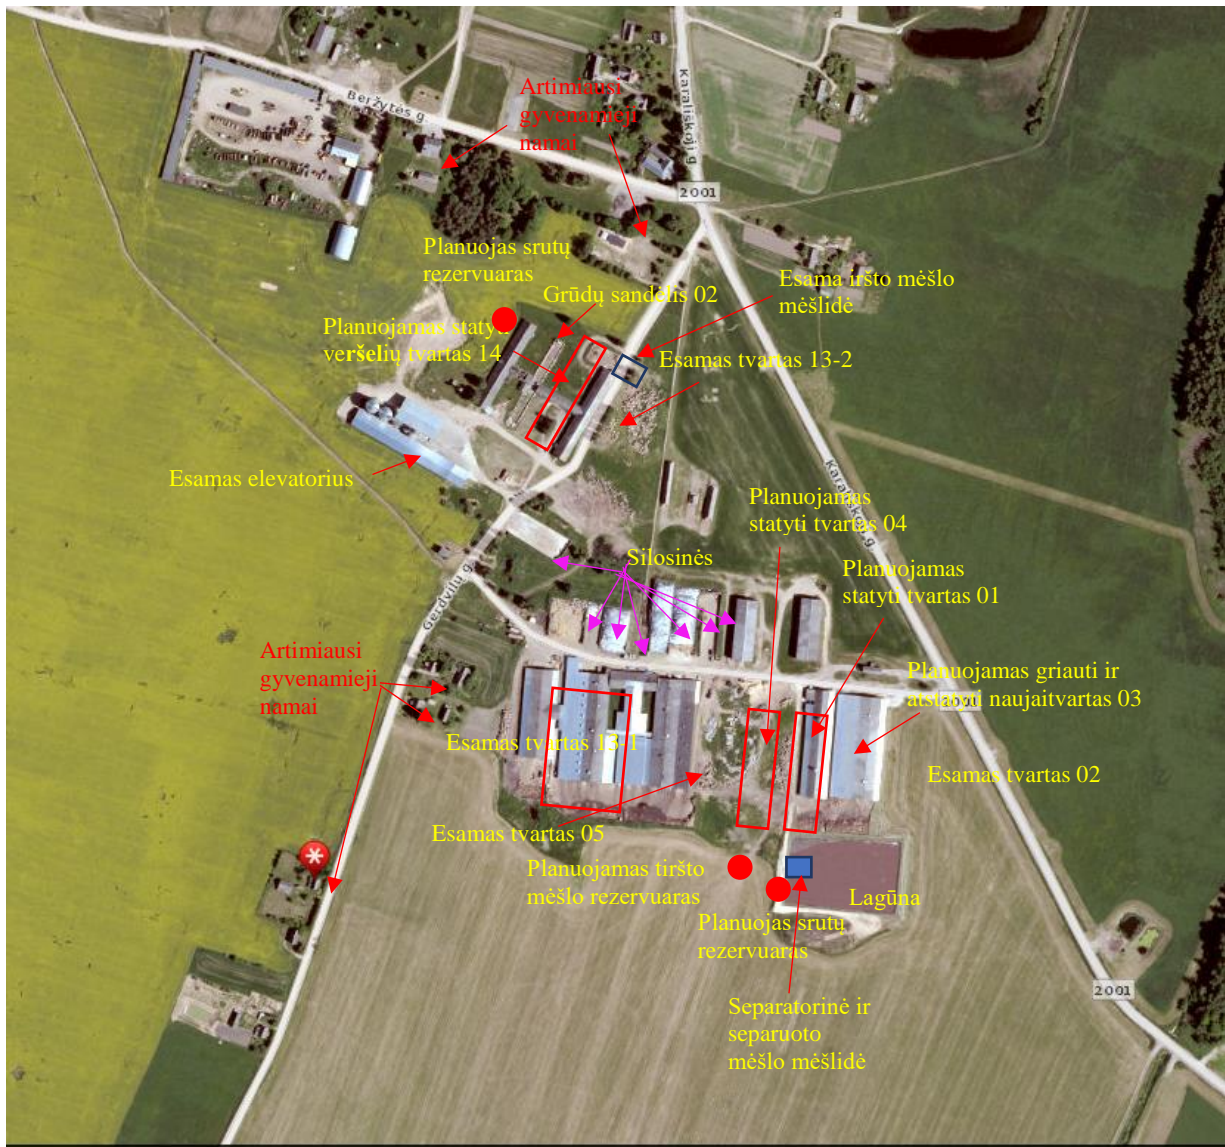 Beržytės g.
Artimiausi
gyvenamieji
namai
Karališkoji g.
2001
Planuojas srutų
rezervuaras
Grūdų sandėlis 02
Esama iršto mėšlo
mėšlidė
Planuojamas statyti
veršelių tvartas 14
Esamas tvartas 13-2
Esamas elevatorius
Planuojamas
statyti tvartas 04
Karališkoji g.
Silosinės
Planuojamas
statyti tvartas 01
Gerdvilų g.
Artimiausi
gyvenamieji
namai
Planuojamas griauti ir
atstatyti naujaitvartas 03
Esamas tvartas 13-1
Esamas tvartas 02
Esamas tvartas 05
Planuojamas tiršto
mėšlo rezervuaras
Lagūna
Planuojas srutų
rezervuaras
2001
Separatorinė ir
separuoto
mėšlo mėšlidė